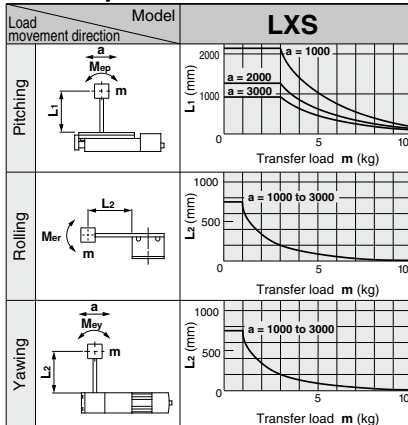 Model
Load
movement direction
LXS
Pitching
a
Mep
m
L1
L1 (mm)
2000
1000
0
a = 1000
a = 2000
a = 3000
5
10
Transfer load m (kg)
Rolling
L2
Mer
m
L2 (mm)
1000
500
0
a = 1000 to 3000
5
10
Transfer load m (kg)
Yawing
a
Mey
m
L2
L2 (mm)
1000
500
0
a = 1000 to 3000
5
10
Transfer load m (kg)